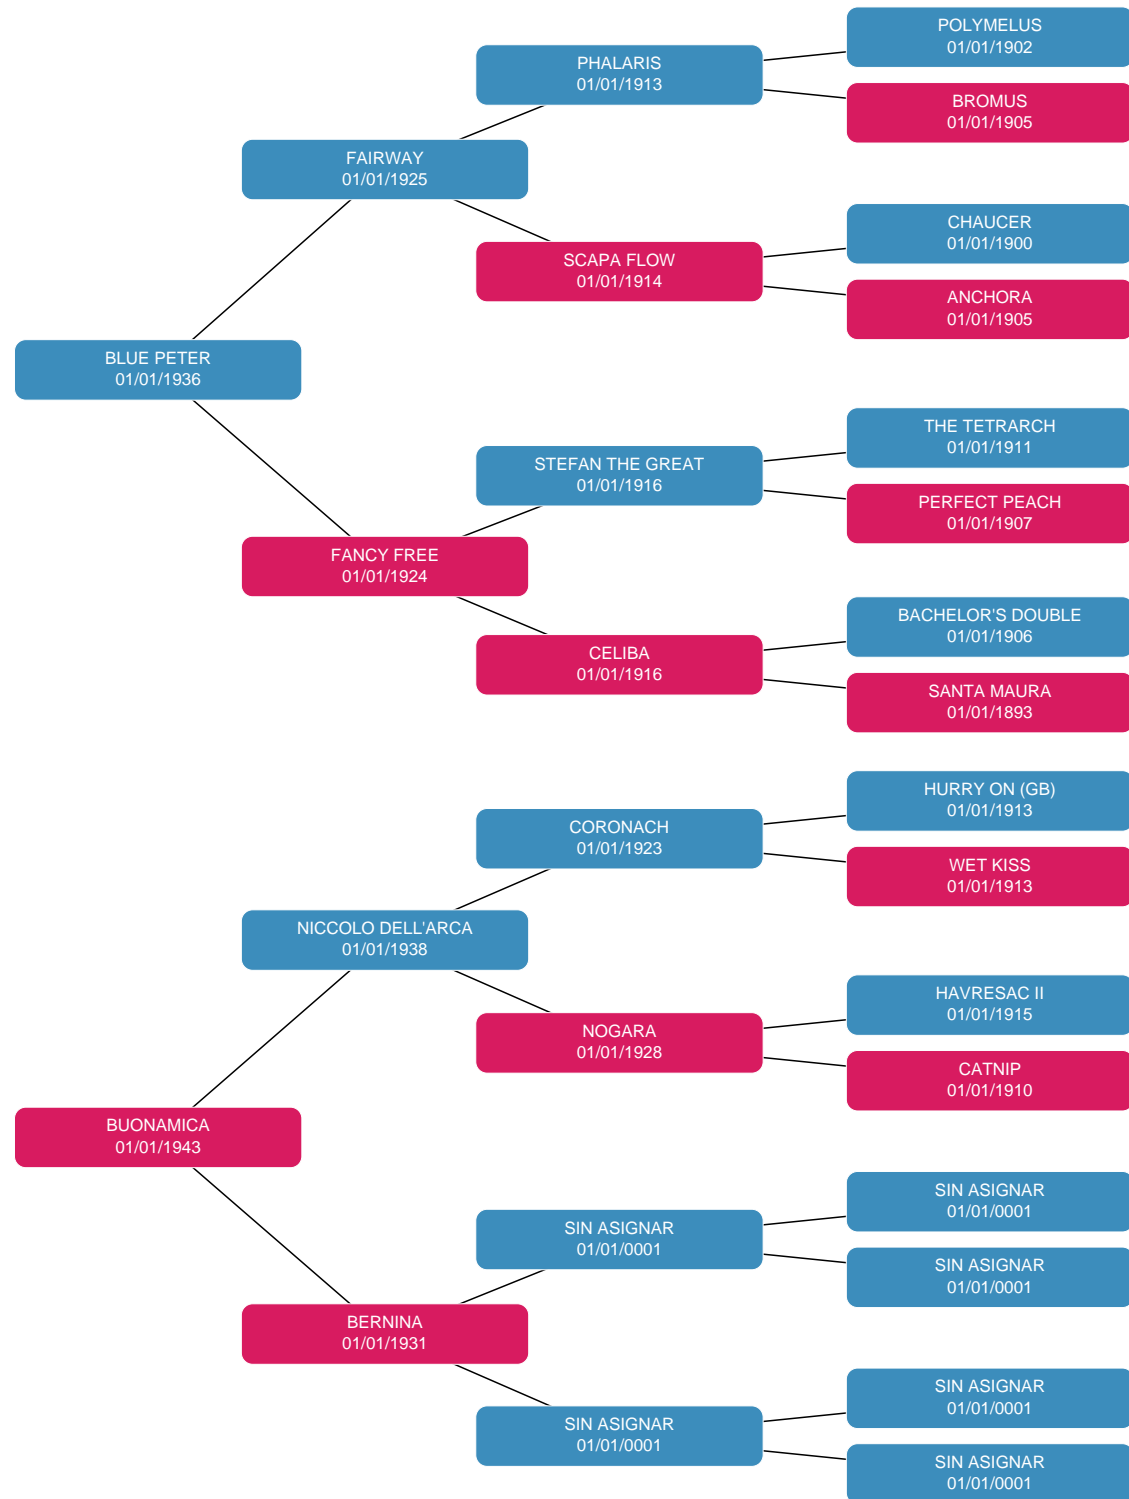 POLYMELUS
01/01/1902
PHALARIS
01/01/1913
BROMUS
01/01/1905
FAIRWAY
01/01/1925
CHAUCER
01/01/1900
SCAPA FLOW
01/01/1914
ANCHORA
01/01/1905
BLUE PETER
01/01/1936
THE TETRARCH
01/01/1911
STEFAN THE GREAT
01/01/1916
PERFECT PEACH
01/01/1907
FANCY FREE
01/01/1924
BACHELOR'S DOUBLE
01/01/1906
CELIBA
01/01/1916
SANTA MAURA
01/01/1893
HURRY ON (GB)
01/01/1913
CORONACH
01/01/1923
WET KISS
01/01/1913
NICCOLO DELL'ARCA
01/01/1938
HAVRESAC II
01/01/1915
NOGARA
01/01/1928
CATNIP
01/01/1910
BUONAMICA
01/01/1943
SIN ASIGNAR
01/01/0001
SIN ASIGNAR
01/01/0001
SIN ASIGNAR
01/01/0001
BERNINA
01/01/1931
SIN ASIGNAR
01/01/0001
SIN ASIGNAR
01/01/0001
SIN ASIGNAR
01/01/0001